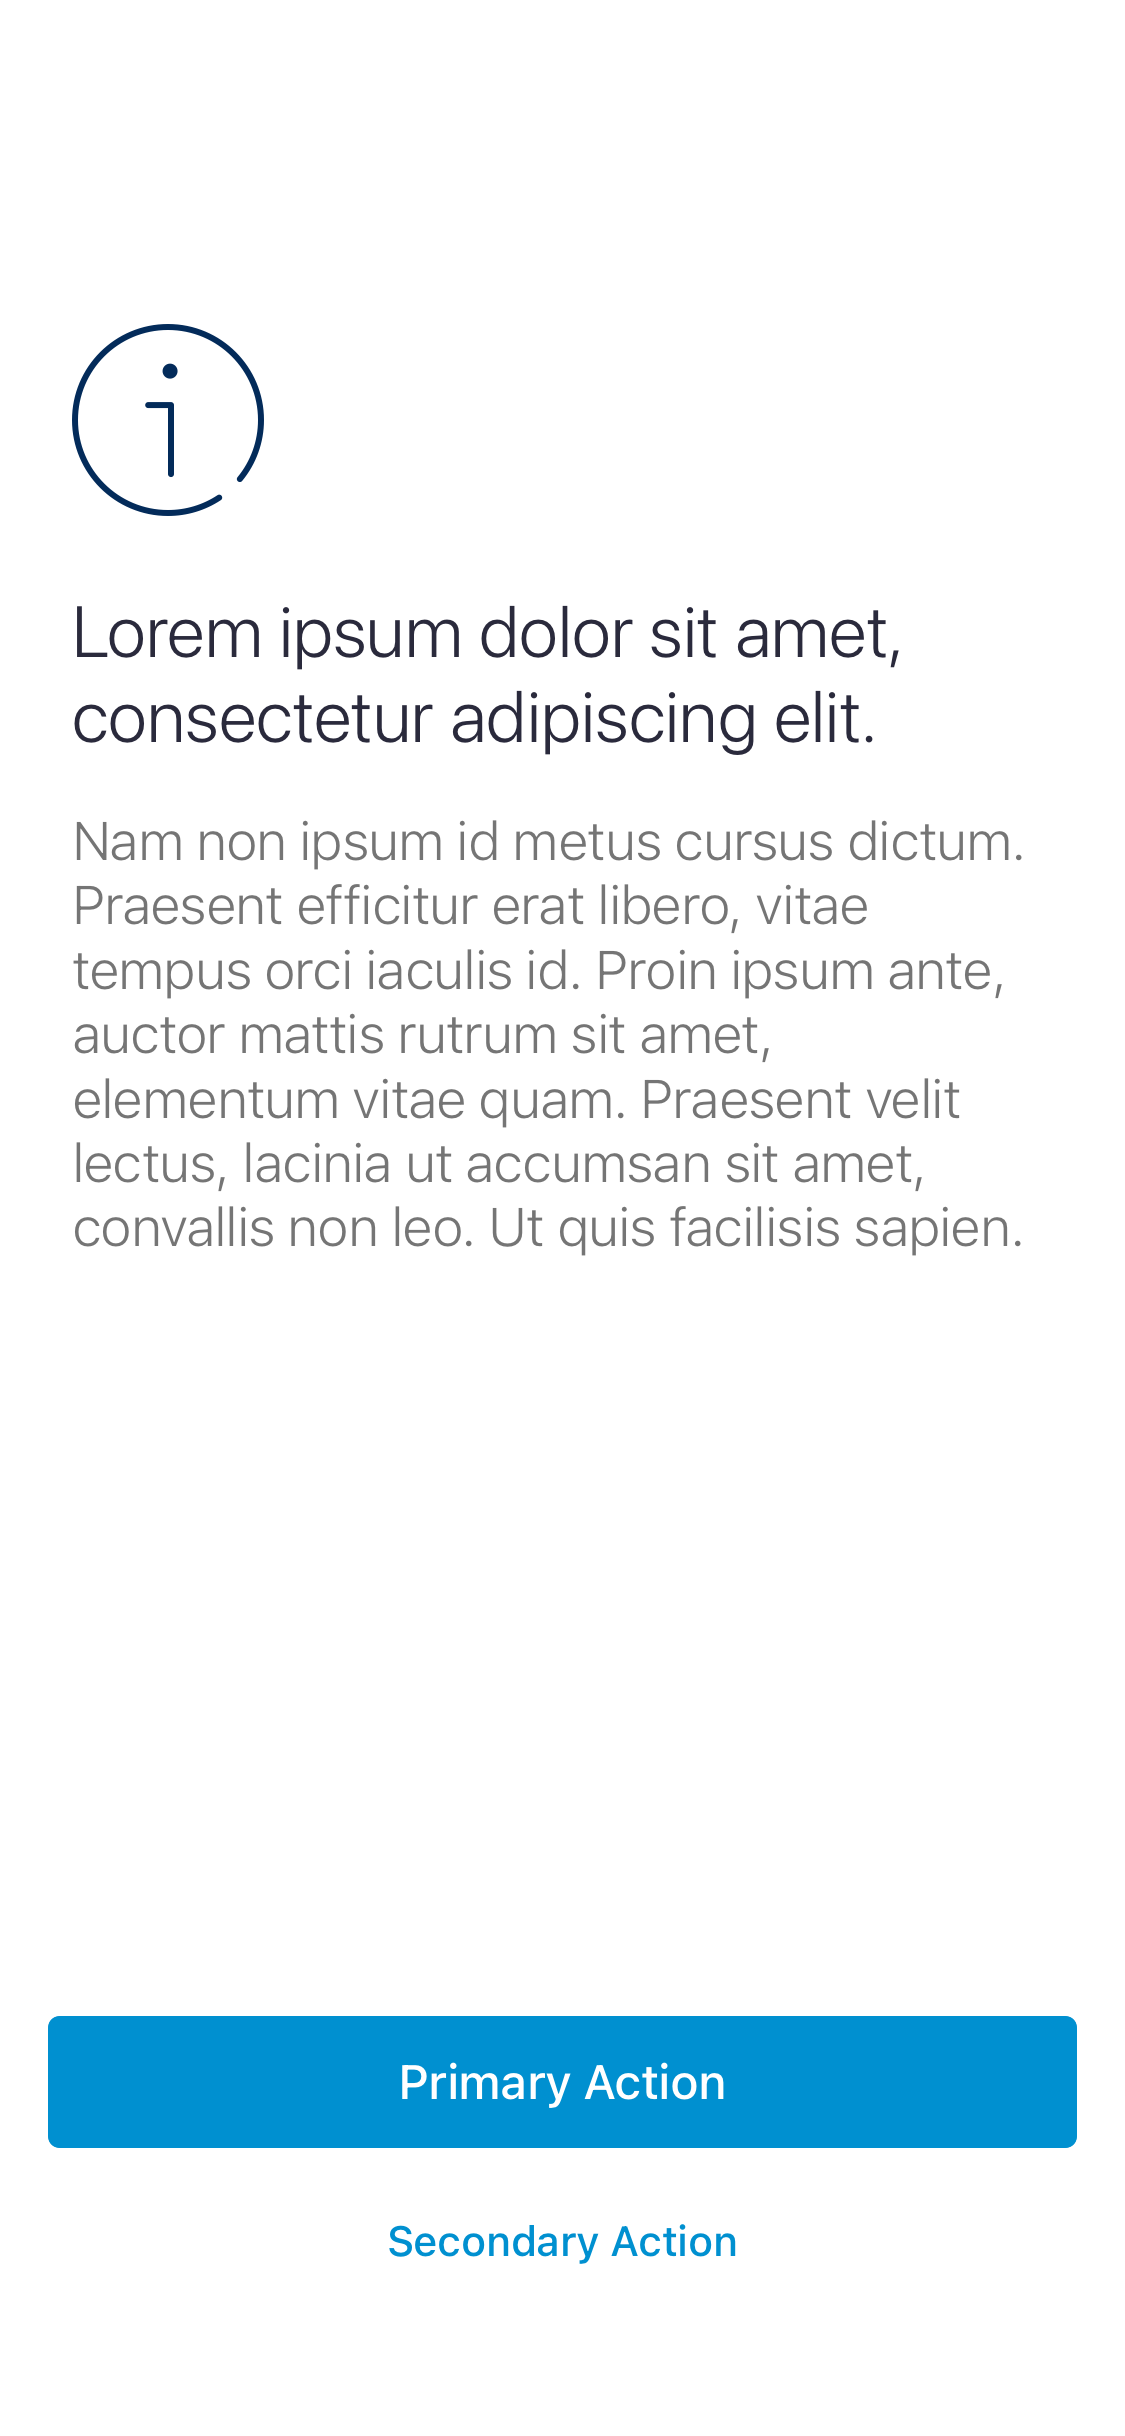 Lorem ipsum dolor sit amet,
consectetur adipiscing elit.
Nam non ipsum id metus cursus dictum.
Praesent efficitur erat libero, vitae
tempus orci iaculis id. Proin ipsum ante,
auctor mattis rutrum sit amet,
elementum vitae quam. Praesent velit
lectus, lacinia ut accumsan sit amet,
convallis non leo. Ut quis facilisis sapien.
Primary Action
Secondary Action